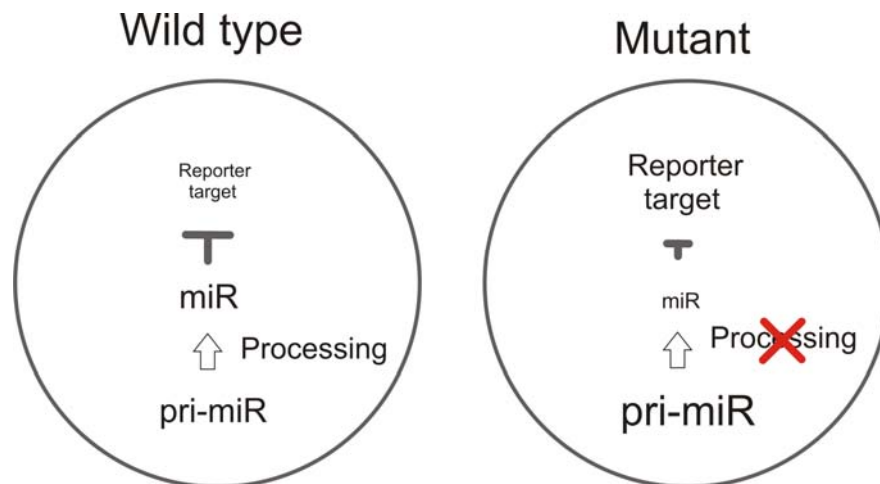 Wild type
Reporter
target
miR
Processing
pri-miR
Mutant
Reporter
target
miR
Processing
pri-miR